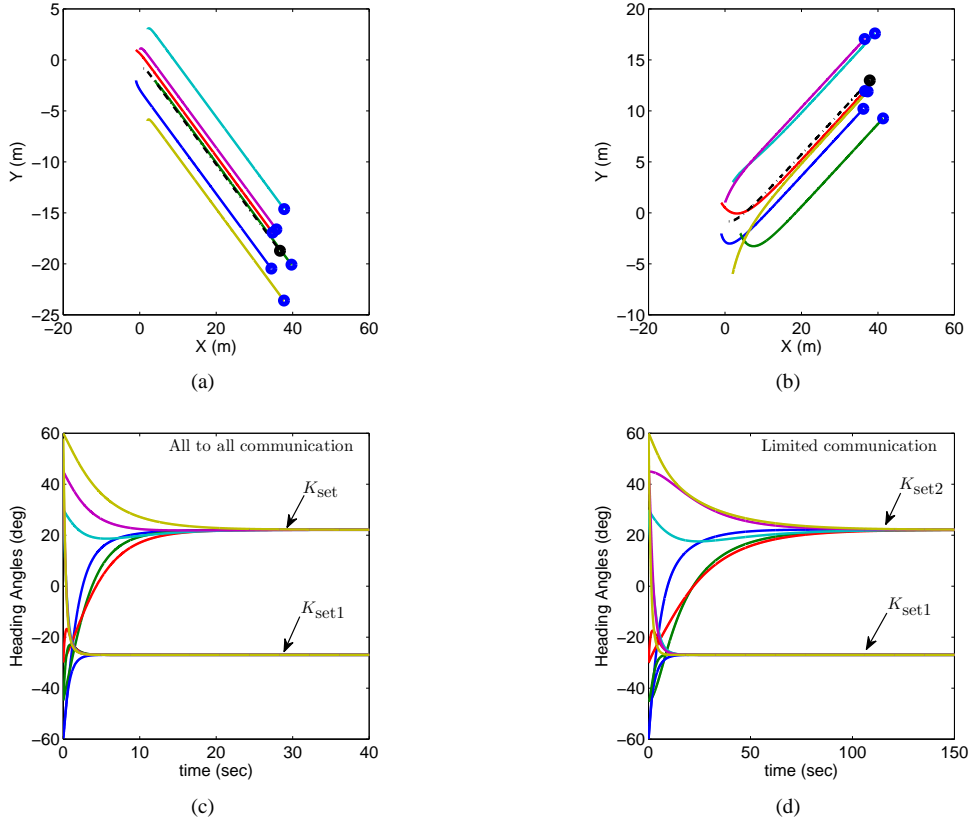 5
0
−5
−10
−15
−20
−25
Y (m)
−20 0 20 40 60
X (m)
(a)
20
15
10
5
0
−5
−10
Y (m)
−20 0 20 40 60
X (m)
(b)
60
40
20
0
−20
−40
−60
Heading Angles (deg)
All to all communication
K_set
K_set1
0 10 20 30 40
time (sec)
(c)
60
40
20
0
−20
−40
−60
Heading Angles (deg)
Limited communication
K_set2
K_set1
0 50 100 150
time (sec)
(d)